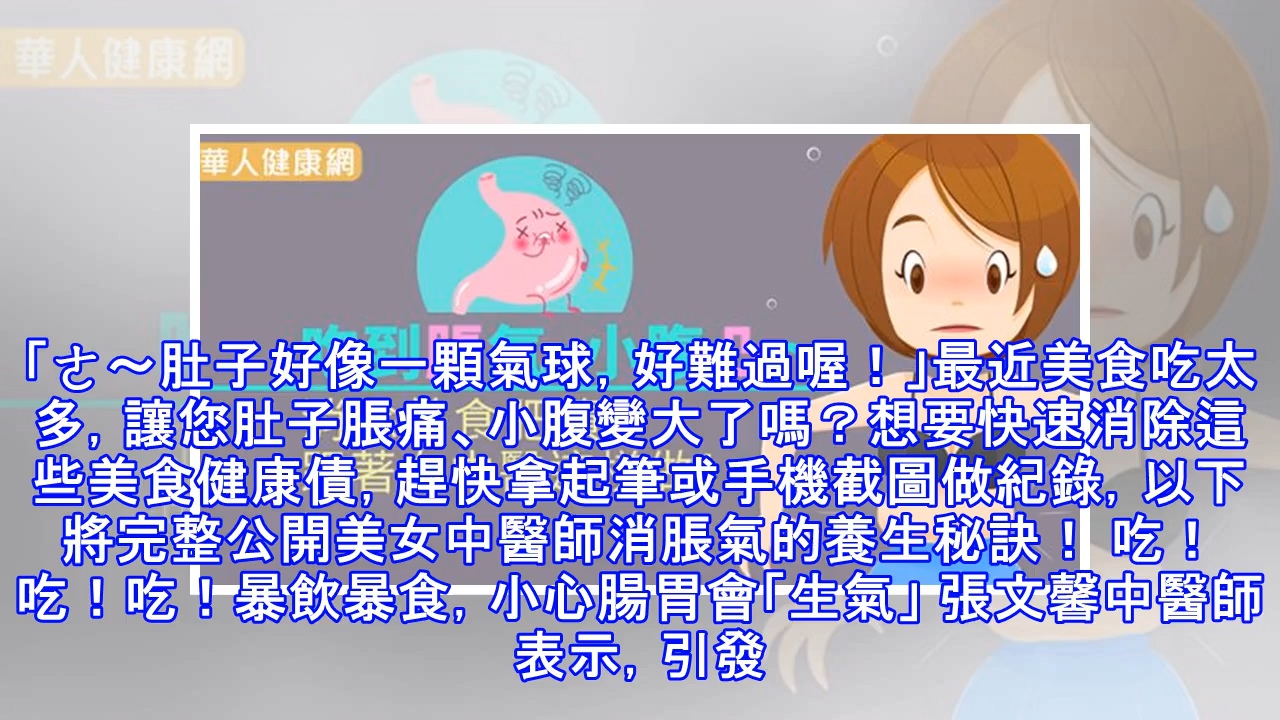 華人健康網
華人健康網
「ㄜ～肚子好像一顆氣球, 好難過喔！」最近美食吃太
多, 讓您肚子脹痛、小腹變大了嗎？想要快速消除這
些美食健康債, 趕快拿起筆或手機截圖做紀錄, 以下
將完整公開美女中醫師消脹氣的養生秘訣！ 吃！
吃！吃！暴飲暴食, 小心腸胃會「生氣」 張文馨中醫師
表示, 引發